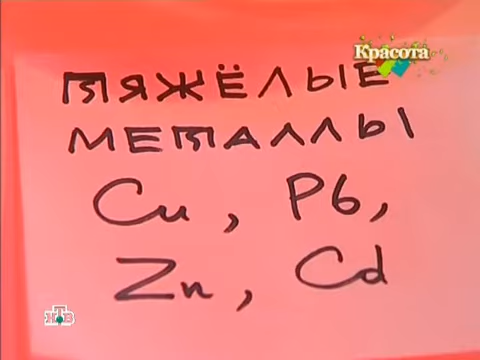 Красота
ТЯЖЁЛЫЕ
МЕТАЛЛЫ
Cu, Pb,
Zn, Cd
НТВ